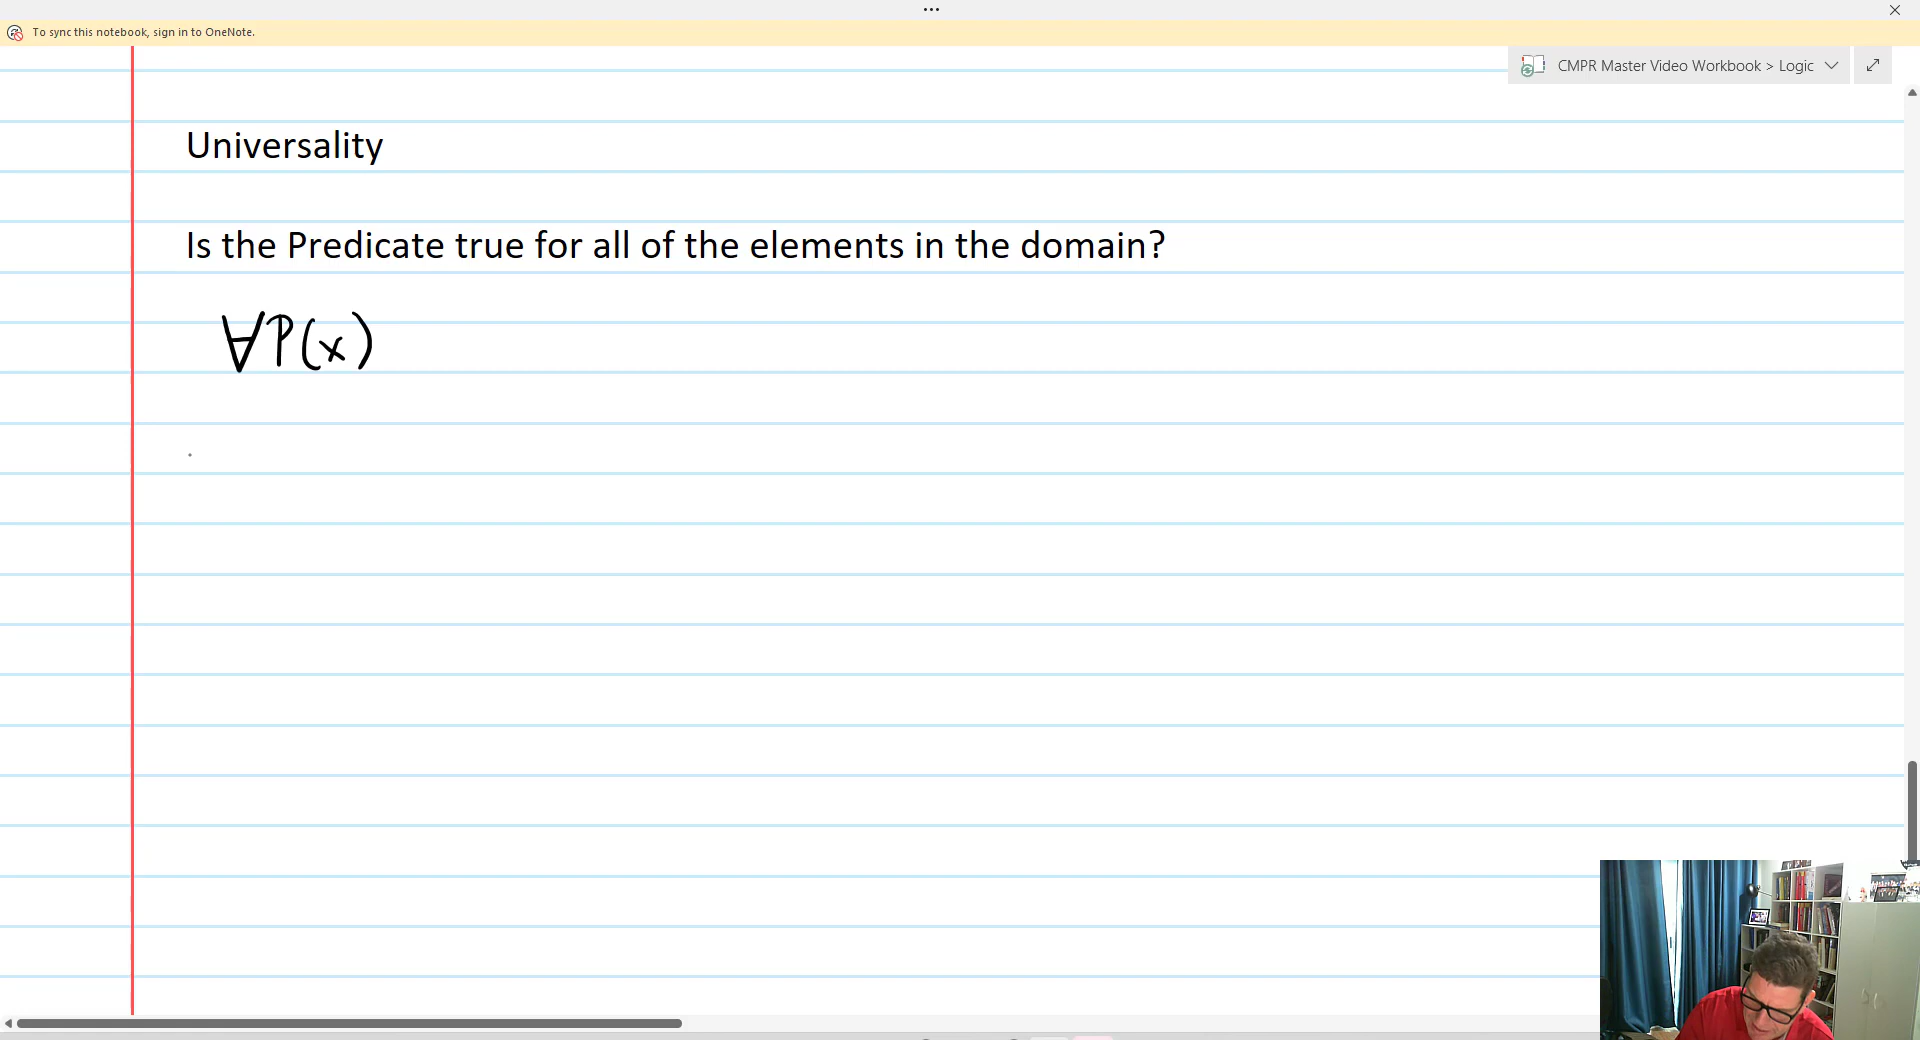 To sync this notebook, sign in to OneNote.
CMPR Master Video Workbook > Logic
Universality
Is the Predicate true for all of the elements in the domain?
∀P(x)